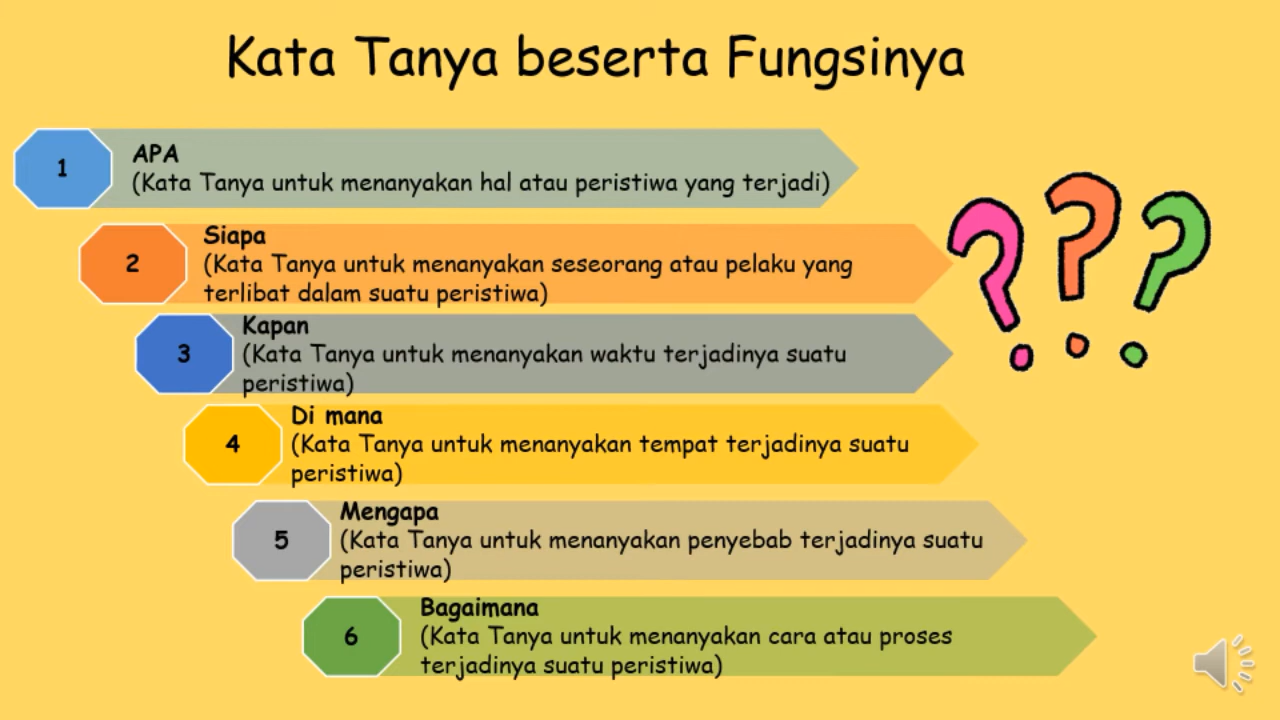 Kata Tanya beserta Fungsinya
1
APA
(Kata Tanya untuk menanyakan hal atau peristiwa yang terjadi)
2
Siapa
(Kata Tanya untuk menanyakan seseorang atau pelaku yang
terlibat dalam suatu peristiwa)
3
Kapan
(Kata Tanya untuk menanyakan waktu terjadinya suatu
peristiwa)
4
Di mana
(Kata Tanya untuk menanyakan tempat terjadinya suatu
peristiwa)
5
Mengapa
(Kata Tanya untuk menanyakan penyebab terjadinya suatu
peristiwa)
6
Bagaimana
(Kata Tanya untuk menanyakan cara atau proses
terjadinya suatu peristiwa)
???